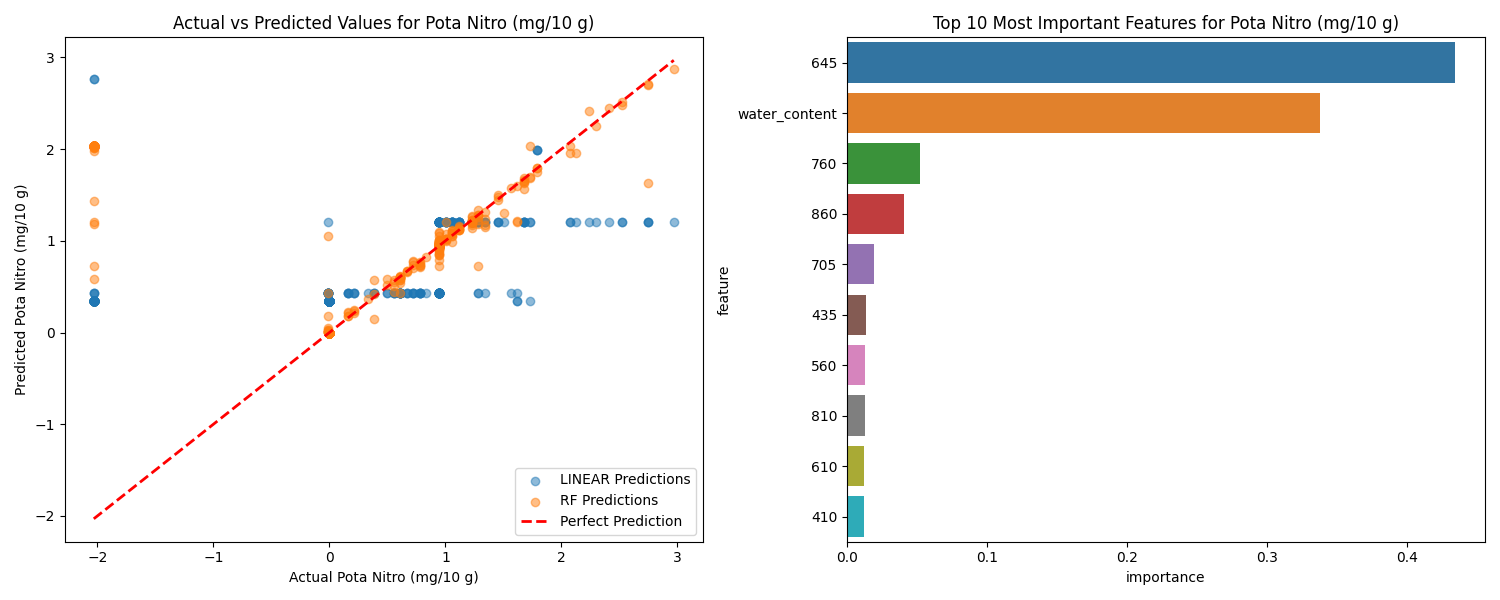 Actual vs Predicted Values for Pota Nitro (mg/10 g)
Predicted Pota Nitro (mg/10 g)
3
2
1
0
−1
−2
−2
−1
0
1
2
3
Actual Pota Nitro (mg/10 g)
LINEAR Predictions
RF Predictions
Perfect Prediction
Top 10 Most Important Features for Pota Nitro (mg/10 g)
feature
645
water_content
760
860
705
435
560
810
610
410
0.0
0.1
0.2
0.3
0.4
importance